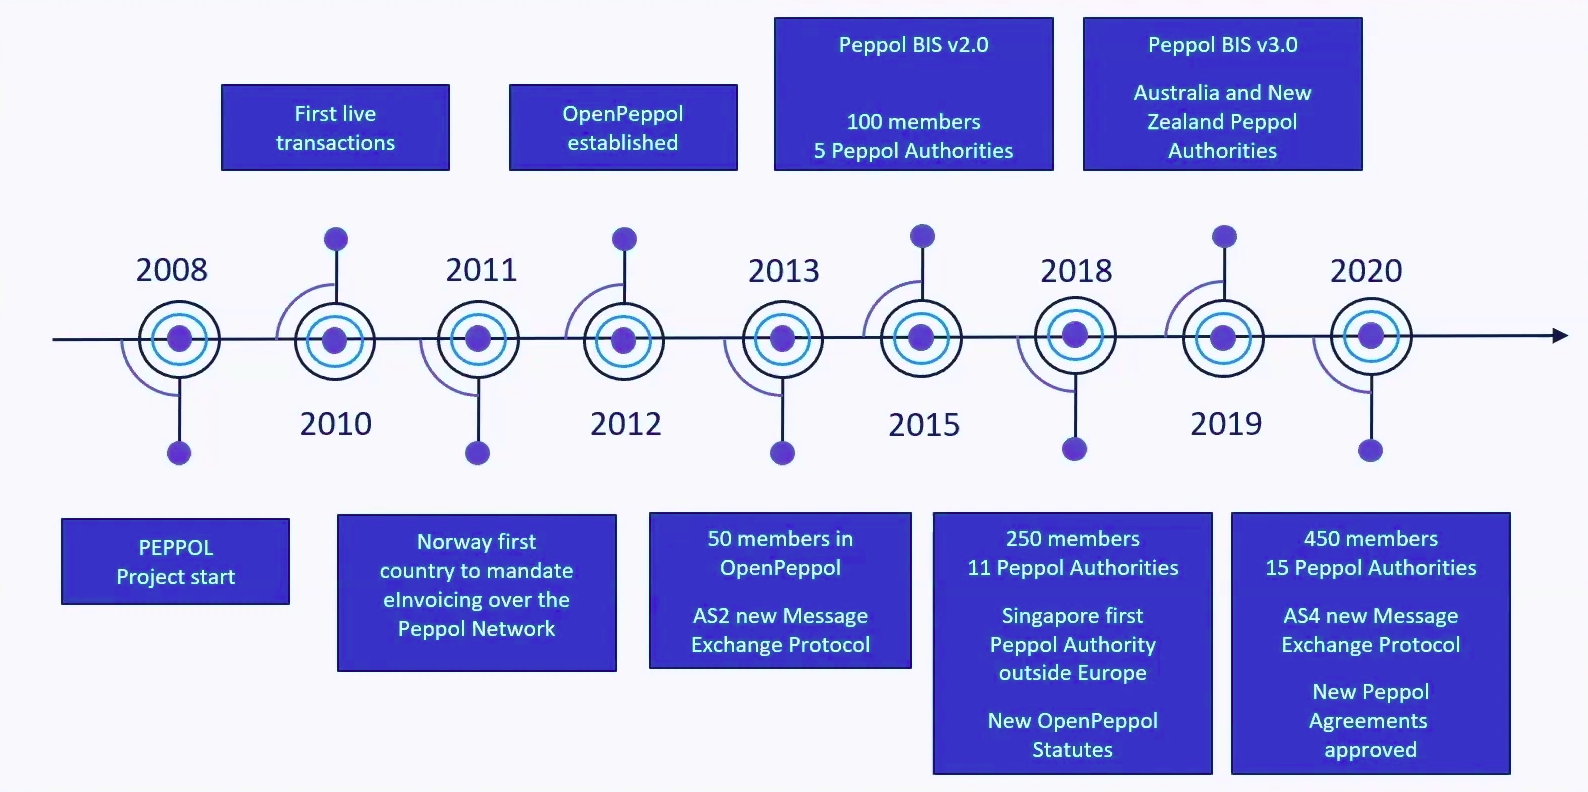 Peppol BIS v2.0
100 members
5 Peppol Authorities
Peppol BIS v3.0
Australia and New
Zealand Peppol
Authorities
First live
transactions
OpenPeppol
established
2008
2011
2013
2018
2020
2010
2012
2015
2019
PEPPOL
Project start
Norway first
country to mandate
eInvoicing over the
Peppol Network
50 members in
OpenPeppol
AS2 new Message
Exchange Protocol
250 members
11 Peppol Authorities
Singapore first
Peppol Authority
outside Europe
New OpenPeppol
Statutes
450 members
15 Peppol Authorities
AS4 new Message
Exchange Protocol
New Peppol
Agreements
approved